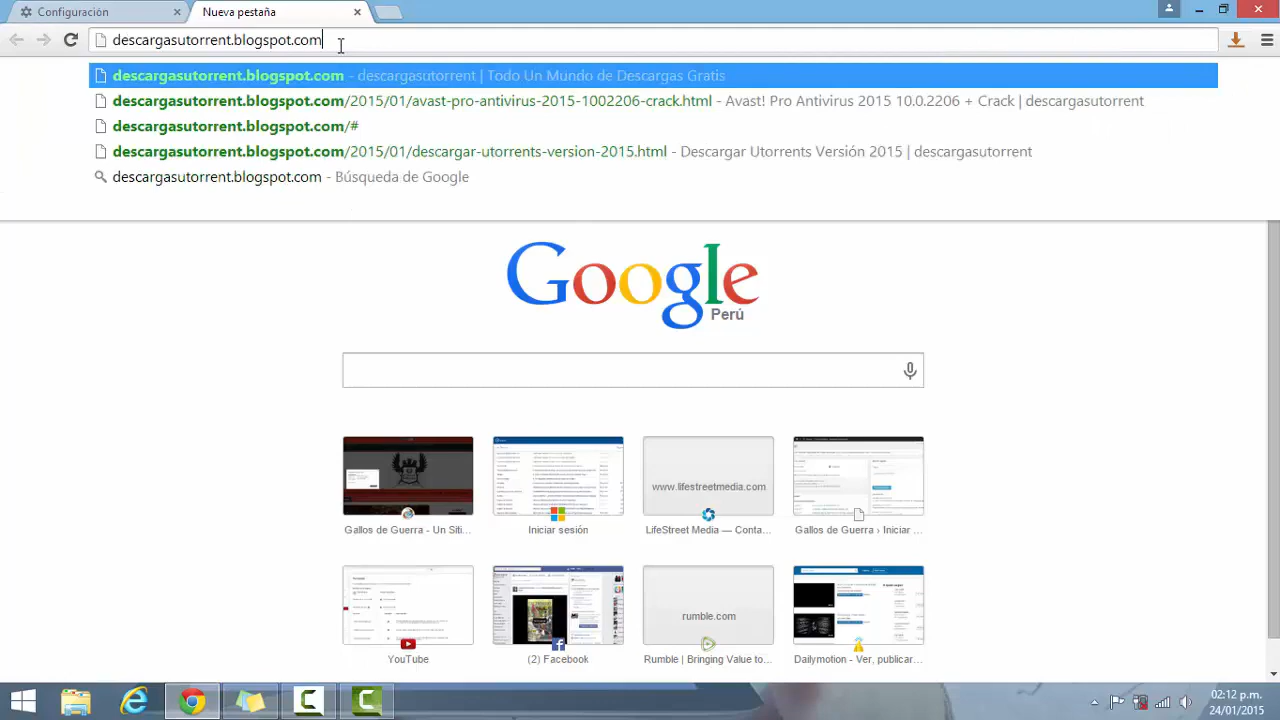 Configuración
Nueva pestaña
descargasutorrent.blogspot.com
descargasutorrent.blogspot.com - descargasutorrent | Todo Un Mundo de Descargas Gratis
descargasutorrent.blogspot.com/2015/01/avast-pro-antivirus-2015-1002206-crack.html - Avast! Pro Antivirus 2015 10.0.2206 + Crack | descargasutorrent
descargasutorrent.blogspot.com/#
descargasutorrent.blogspot.com/2015/01/descargar-utorrents-version-2015.html - Descargar Utorrents Versión 2015 | descargasutorrent
descargasutorrent.blogspot.com - Búsqueda de Google
Google
Perú
www.lifestreetmedia.com
Gallos de Guerra - Un Siti...
Iniciar sesión
LifeStreet Media — Conta...
Gallos de Guerra › Iniciar ...
rumble.com
YouTube
(2) Facebook
Rumble | Bringing Value to...
Dailymotion - Ver, publicar...
02:12 p.m.
24/01/2015